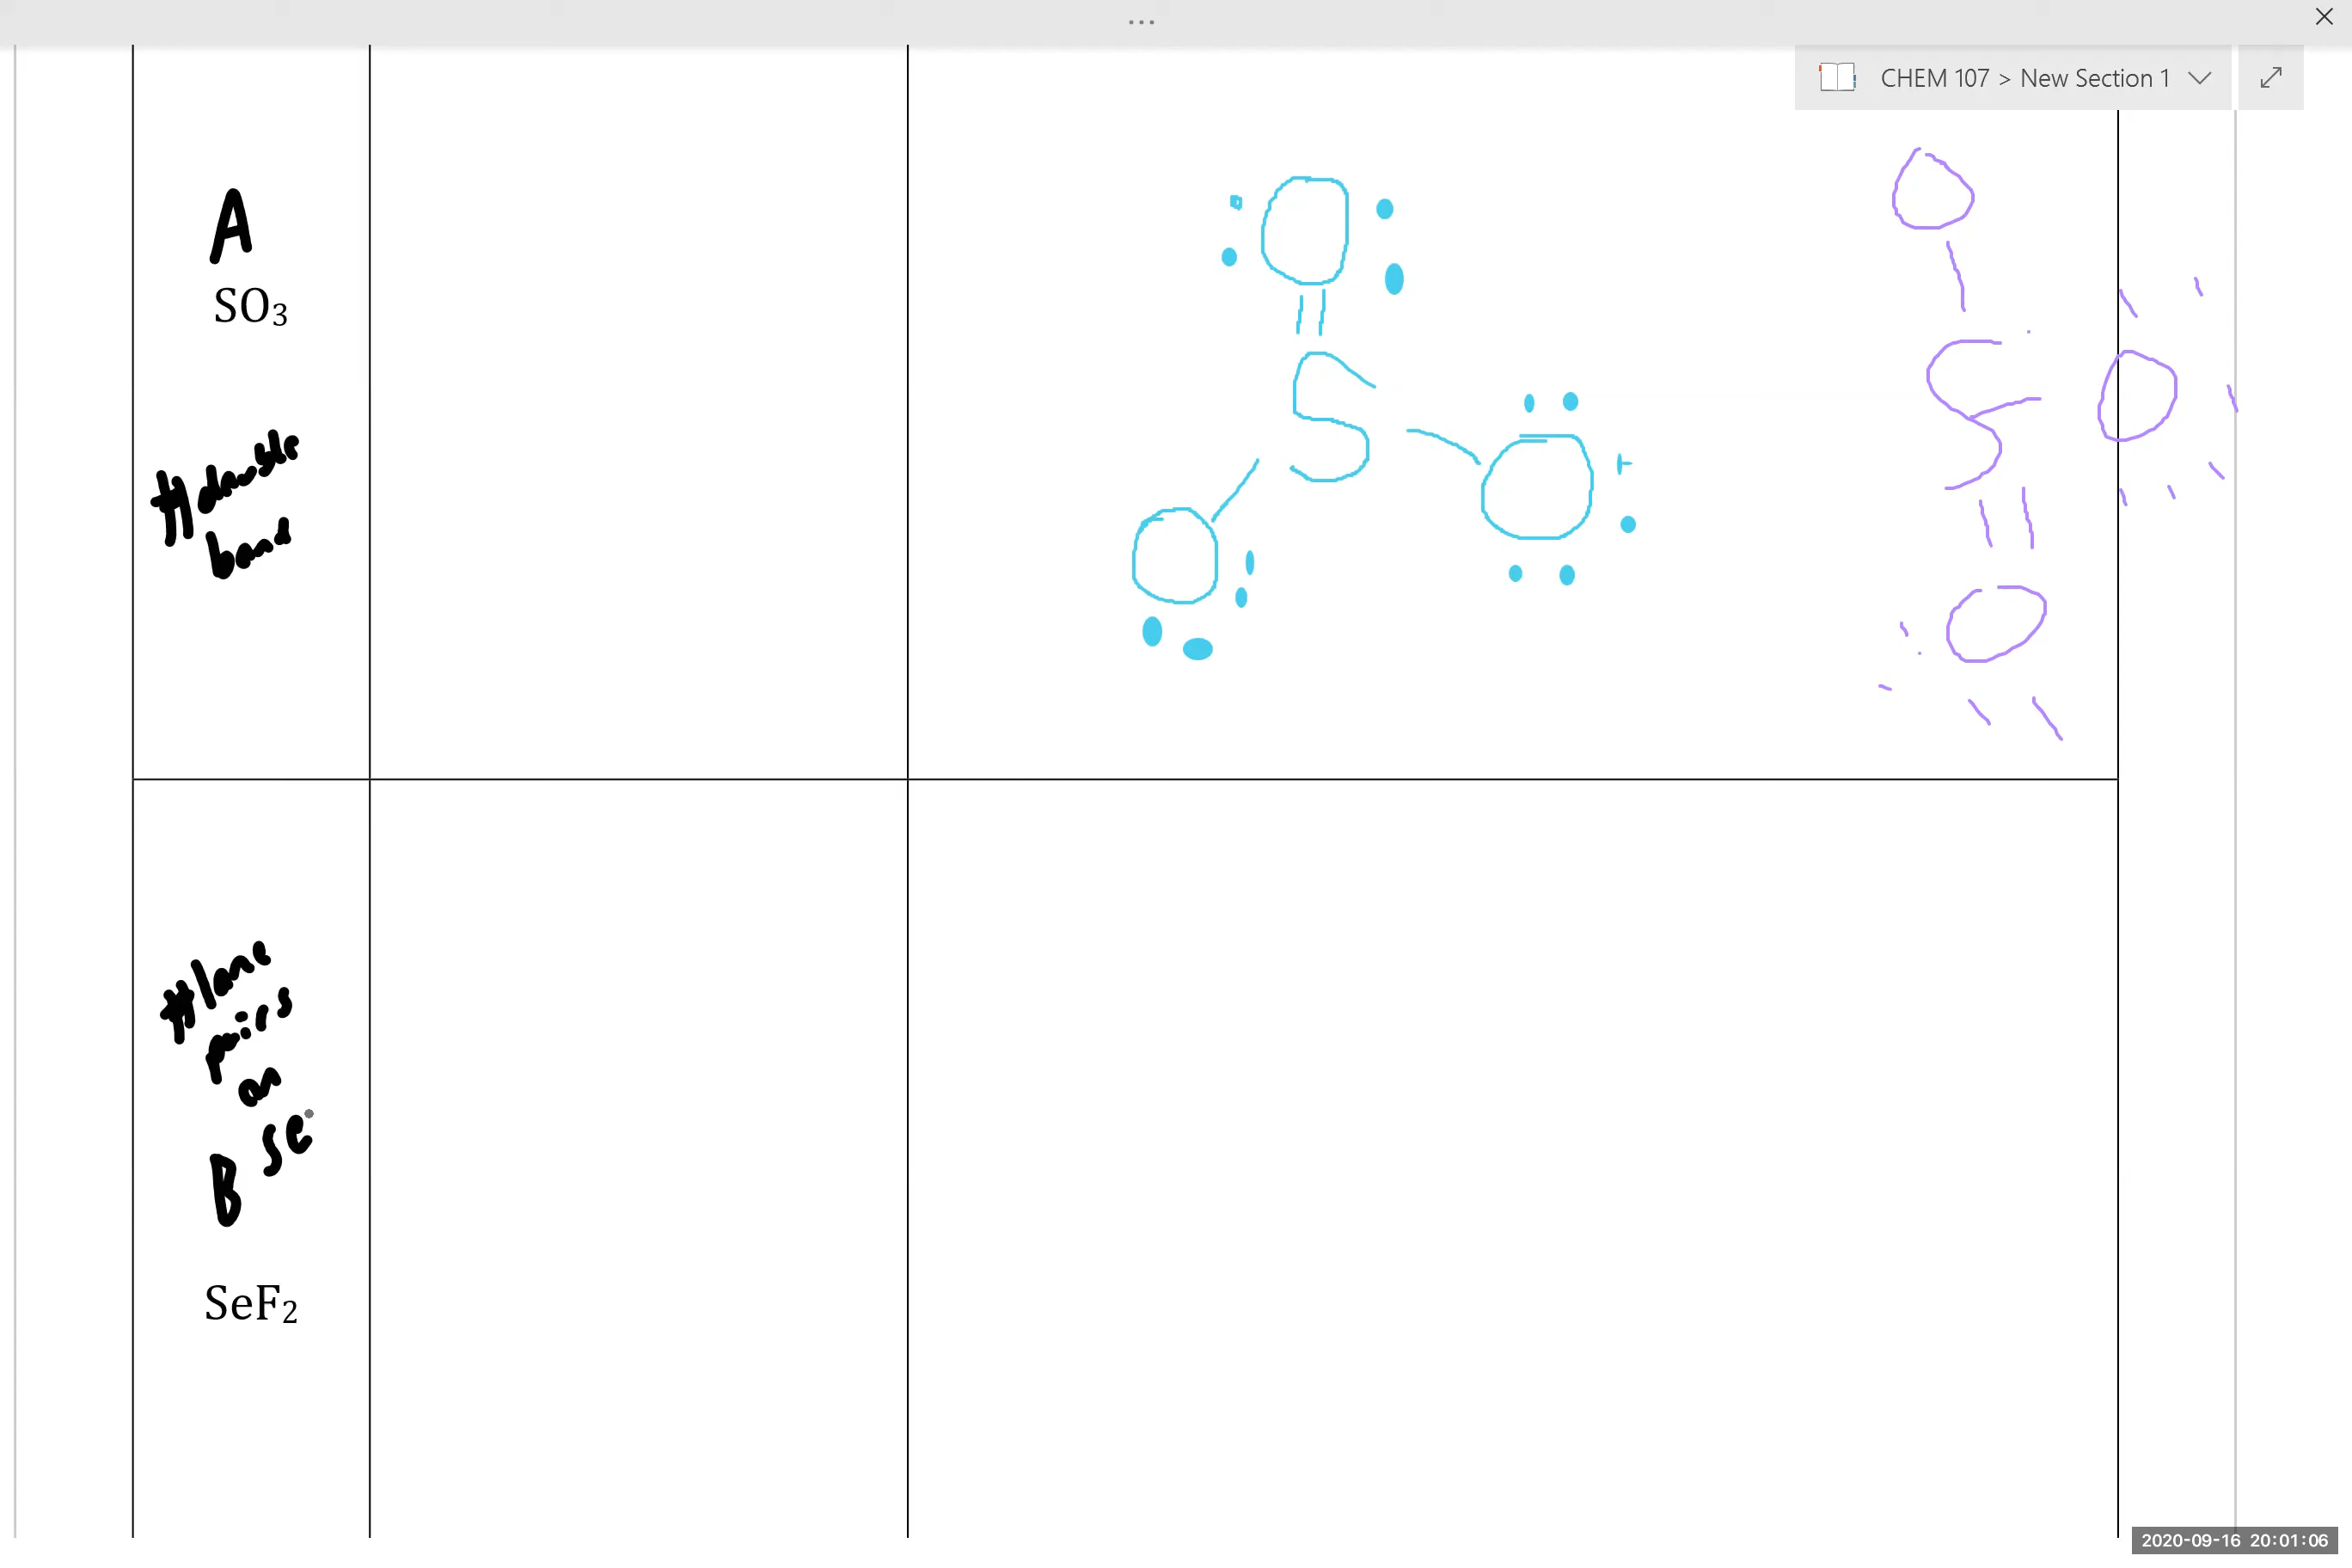 ...
CHEM 107 > New Section 1
A
SO₃
#double
bond
O
S
O
O
O
S
O
O
#lone
pairs
on
Se
B
SeF₂
2020-09-16 20:01:06